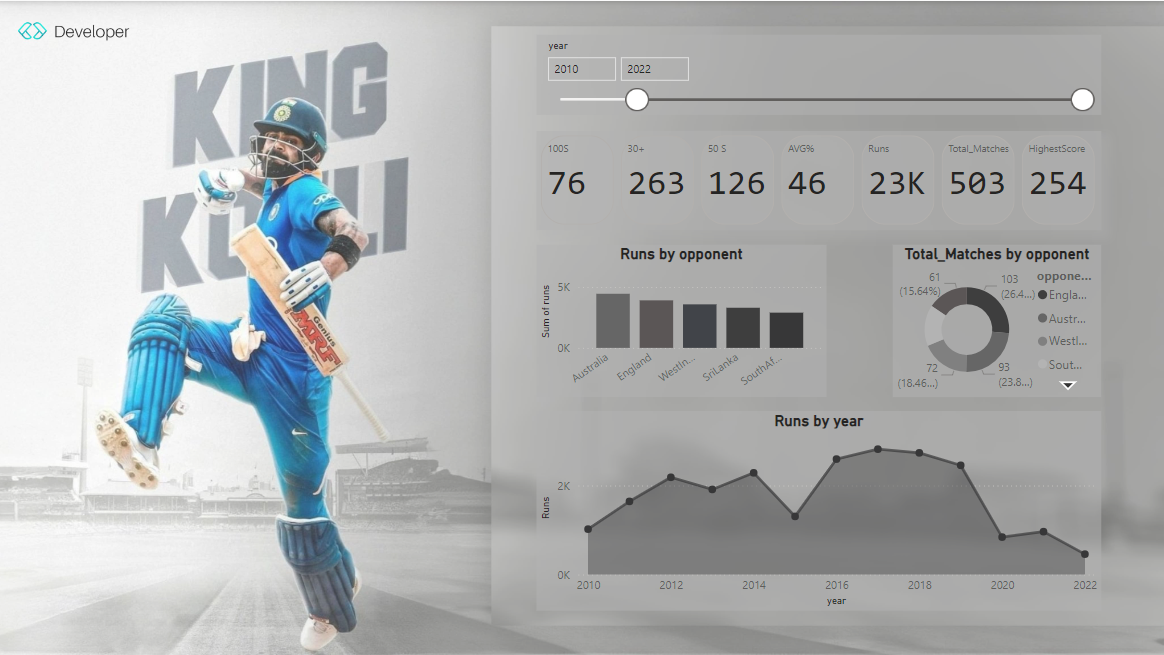 Developer
KING
KOHLI
Genius
MRF
year
2010 2022
100S 30+ 50 S AVG% Runs Total_Matches HighestScore
76 263 126 46 23K 503 254
Runs by opponent
Sum of runs
5K
0K
Australia England WestIn... SriLanka SouthAf...
Total_Matches by opponent
oppone...
61
(15.64%)
103
(26.4...)
Engla...
Austr...
Westl...
Sout...
72
(18.46...)
93
(23.8...)
Runs by year
Runs
2K
0K
2010 2012 2014 2016 2018 2020 2022
year